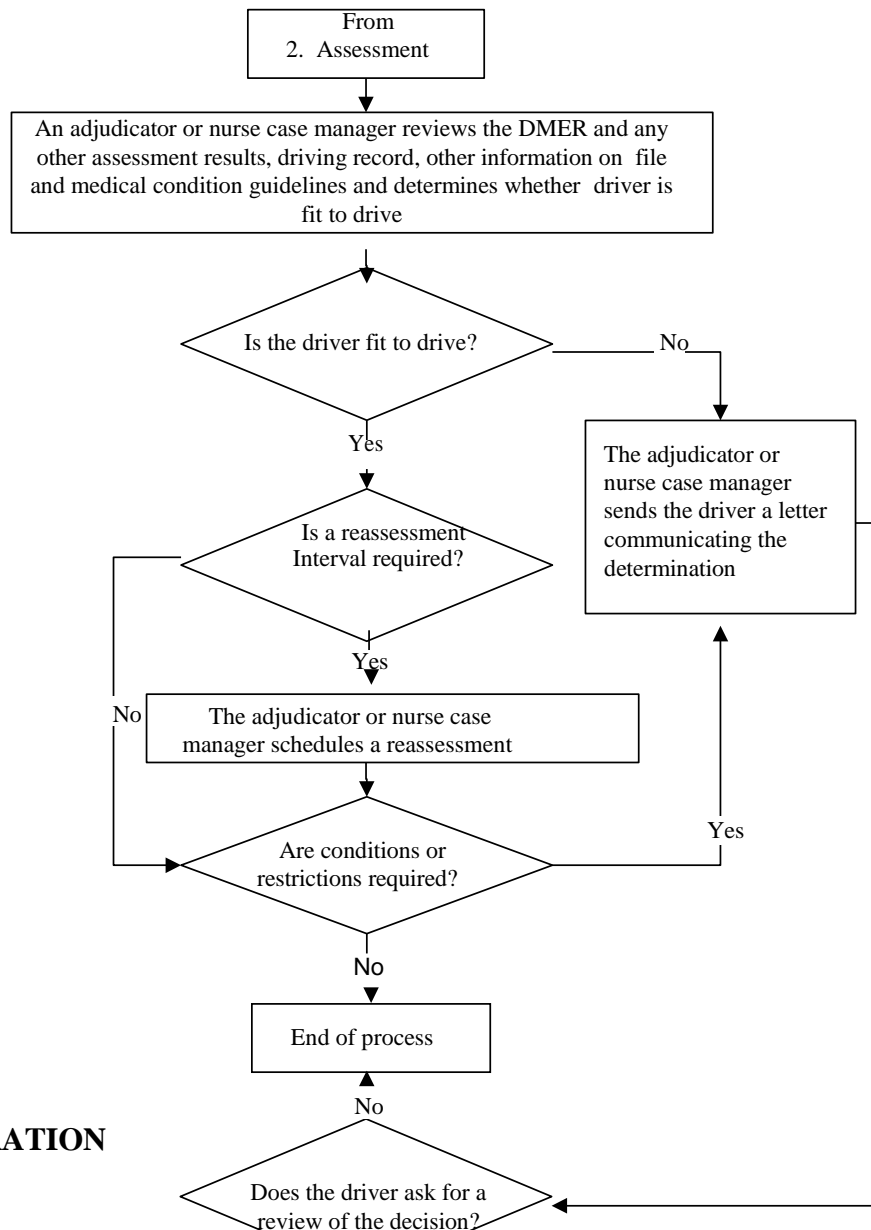 From
2. Assessment
An adjudicator or nurse case manager reviews the DMER and any
other assessment results, driving record, other information on file
and medical condition guidelines and determines whether driver is
fit to drive
Is the driver fit to drive?
No
Yes
The adjudicator or
nurse case manager
sends the driver a letter
communicating the
determination
Is a reassessment
Interval required?
Yes
No
The adjudicator or nurse case
manager schedules a reassessment
Are conditions or
restrictions required?
Yes
No
End of process
No
RATION
Does the driver ask for a
review of the decision?